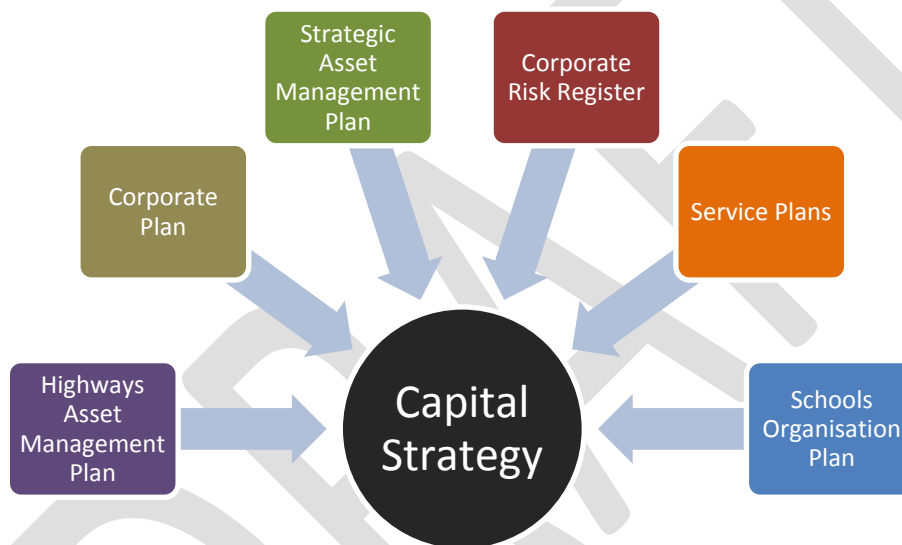 Strategic
Asset
Management
Plan
Corporate
Risk Register
Corporate
Plan
Service Plans
Highways
Asset
Management
Plan
Capital
Strategy
Schools
Organisation
Plan